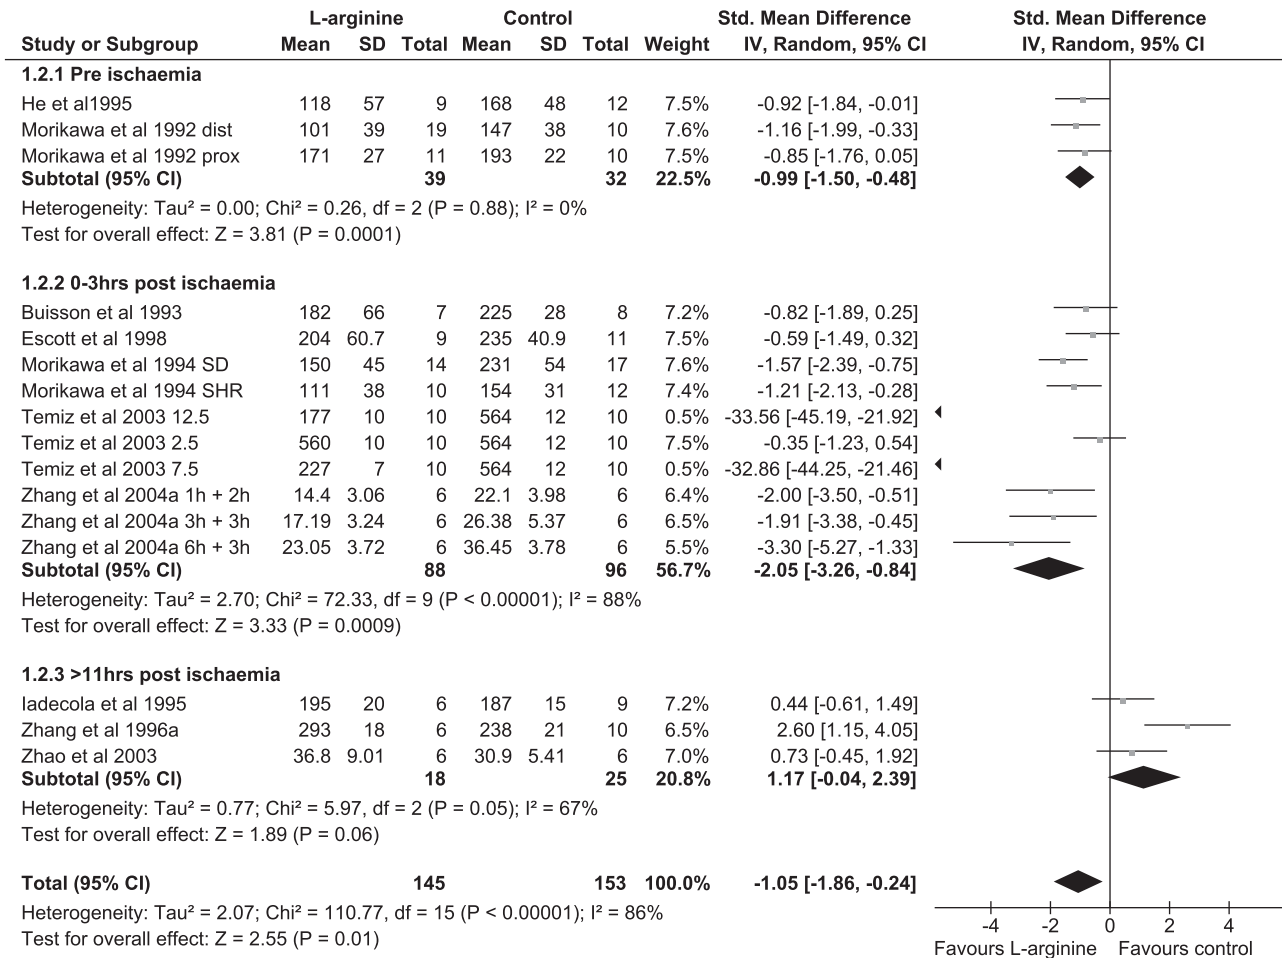 L-arginine Control Std. Mean Difference Std. Mean Difference
Study or Subgroup Mean SD Total Mean SD Total Weight IV, Random, 95% CI IV, Random, 95% CI
1.2.1 Pre ischaemia
He et al1995 118 57 9 168 48 12 7.5% -0.92 [-1.84, -0.01]
Morikawa et al 1992 dist 101 39 19 147 38 10 7.6% -1.16 [-1.99, -0.33]
Morikawa et al 1992 prox 171 27 11 193 22 10 7.5% -0.85 [-1.76, 0.05]
Subtotal (95% CI) 39 32 22.5% -0.99 [-1.50, -0.48]
Heterogeneity: Tau² = 0.00; Chi² = 0.26, df = 2 (P = 0.88); I² = 0%
Test for overall effect: Z = 3.81 (P = 0.0001)
1.2.2 0-3hrs post ischaemia
Buisson et al 1993 182 66 7 225 28 8 7.2% -0.82 [-1.89, 0.25]
Escott et al 1998 204 60.7 9 235 40.9 11 7.5% -0.59 [-1.49, 0.32]
Morikawa et al 1994 SD 150 45 14 231 54 17 7.6% -1.57 [-2.39, -0.75]
Morikawa et al 1994 SHR 111 38 10 154 31 12 7.4% -1.21 [-2.13, -0.28]
Temiz et al 2003 12.5 177 10 10 564 12 10 0.5% -33.56 [-45.19, -21.92]
Temiz et al 2003 2.5 560 10 10 564 12 10 7.5% -0.35 [-1.23, 0.54]
Temiz et al 2003 7.5 227 7 10 564 12 10 0.5% -32.86 [-44.25, -21.46]
Zhang et al 2004a 1h + 2h 14.4 3.06 6 22.1 3.98 6 6.4% -2.00 [-3.50, -0.51]
Zhang et al 2004a 3h + 3h 17.19 3.24 6 26.38 5.37 6 6.5% -1.91 [-3.38, -0.45]
Zhang et al 2004a 6h + 3h 23.05 3.72 6 36.45 3.78 6 5.5% -3.30 [-5.27, -1.33]
Subtotal (95% CI) 88 96 56.7% -2.05 [-3.26, -0.84]
Heterogeneity: Tau² = 2.70; Chi² = 72.33, df = 9 (P < 0.00001); I² = 88%
Test for overall effect: Z = 3.33 (P = 0.0009)
1.2.3 >11hrs post ischaemia
Iadecola et al 1995 195 20 6 187 15 9 7.2% 0.44 [-0.61, 1.49]
Zhang et al 1996a 293 18 6 238 21 10 6.5% 2.60 [1.15, 4.05]
Zhao et al 2003 36.8 9.01 6 30.9 5.41 6 7.0% 0.73 [-0.45, 1.92]
Subtotal (95% CI) 18 25 20.8% 1.17 [-0.04, 2.39]
Heterogeneity: Tau² = 0.77; Chi² = 5.97, df = 2 (P = 0.05); I² = 67%
Test for overall effect: Z = 1.89 (P = 0.06)
Total (95% CI) 145 153 100.0% -1.05 [-1.86, -0.24]
Heterogeneity: Tau² = 2.07; Chi² = 110.77, df = 15 (P < 0.00001); I² = 86%
Test for overall effect: Z = 2.55 (P = 0.01)
-4 -2 0 2 4
Favours L-arginine Favours control